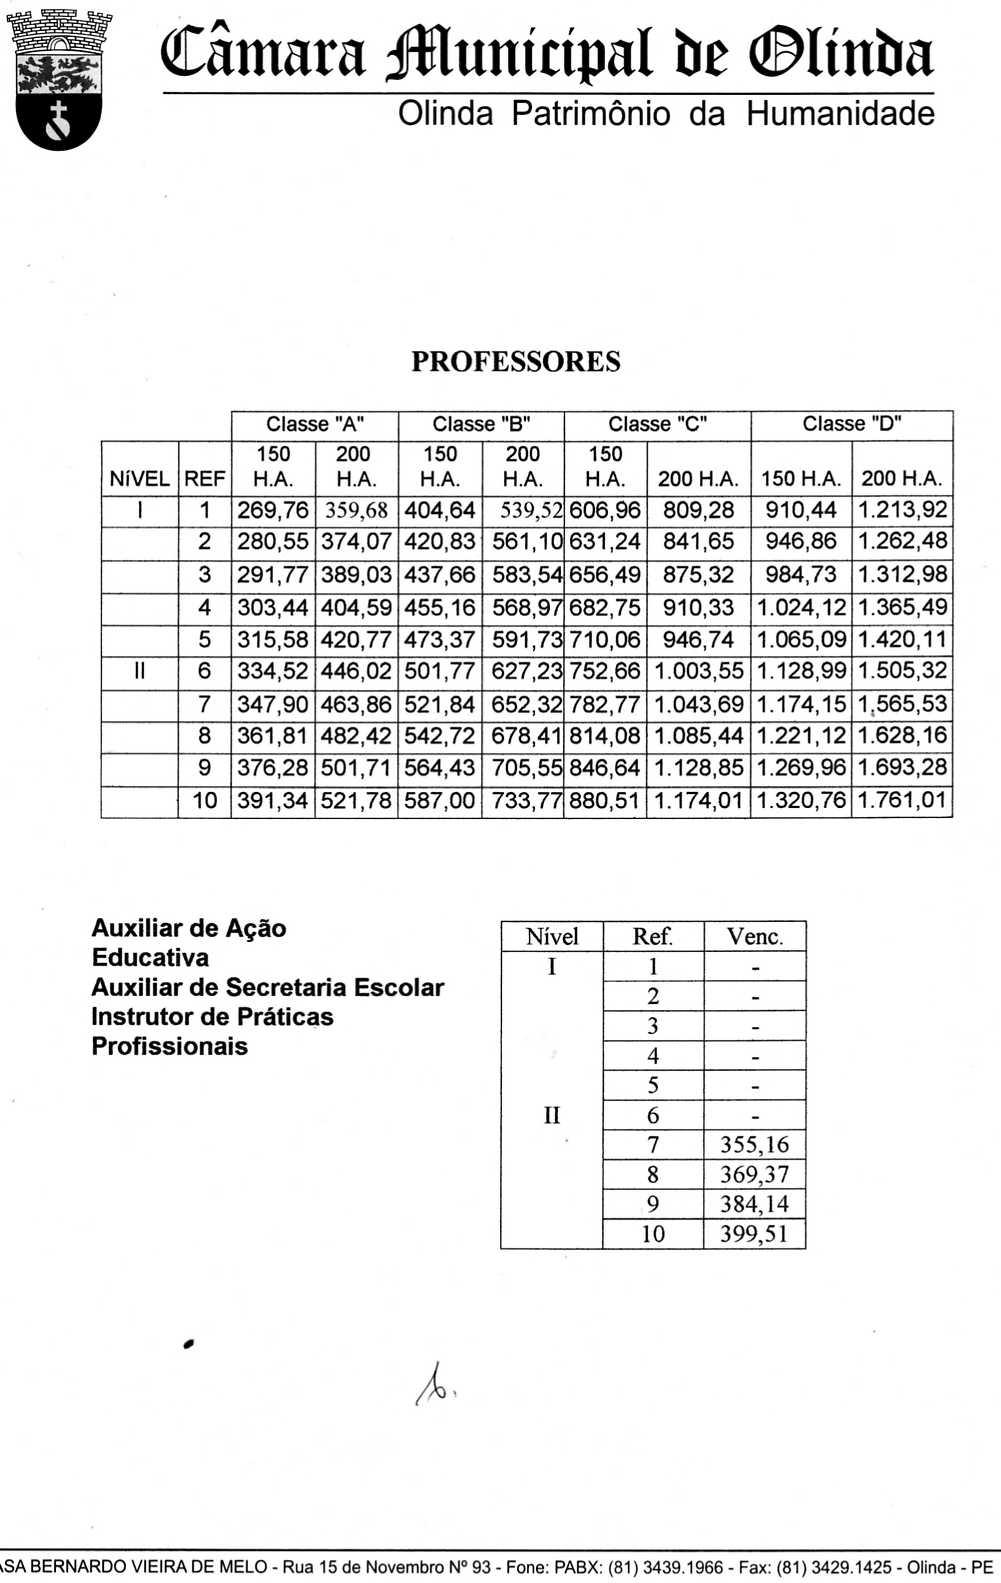 Câmara Municipal de Olinda
Olinda Patrimônio da Humanidade
PROFESSORES
Classe "A" Classe "B" Classe "C" Classe "D"
NíVEL REF 150 H.A. 200 H.A. 150 H.A. 200 H.A. 150 H.A. 200 H.A. 150 H.A. 200 H.A.
I 1 269,76 359,68 404,64 539,52 606,96 809,28 910,44 1.213,92
2 280,55 374,07 420,83 561,10 631,24 841,65 946,86 1.262,48
3 291,77 389,03 437,66 583,54 656,49 875,32 984,73 1.312,98
4 303,44 404,59 455,16 568,97 682,75 910,33 1.024,12 1.365,49
5 315,58 420,77 473,37 591,73 710,06 946,74 1.065,09 1.420,11
II 6 334,52 446,02 501,77 627,23 752,66 1.003,55 1.128,99 1.505,32
7 347,90 463,86 521,84 652,32 782,77 1.043,69 1.174,15 1.565,53
8 361,81 482,42 542,72 678,41 814,08 1.085,44 1.221,12 1.628,16
9 376,28 501,71 564,43 705,55 846,64 1.128,85 1.269,96 1.693,28
10 391,34 521,78 587,00 733,77 880,51 1.174,01 1.320,76 1.761,01
Auxiliar de Ação
Educativa
Auxiliar de Secretaria Escolar
Instrutor de Práticas
Profissionais
Nível Ref. Venc.
I 1 -
2 -
3 -
4 -
5 -
II 6 -
7 355,16
8 369,37
9 384,14
10 399,51
ASA BERNARDO VIEIRA DE MELO - Rua 15 de Novembro Nº 93 - Fone: PABX: (81) 3439.1966 - Fax: (81) 3429.1425 - Olinda - PE